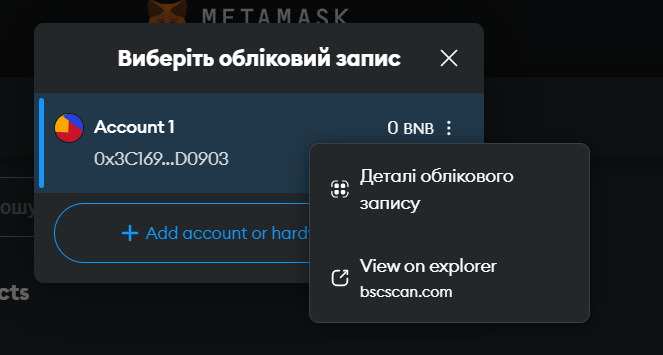 METAMASK
Виберіть обліковий запис
Account 1
0 BNB
0x3C169...D0903
Деталі облікового
запису
Add account or hard
View on explorer
bscscan.com
cts